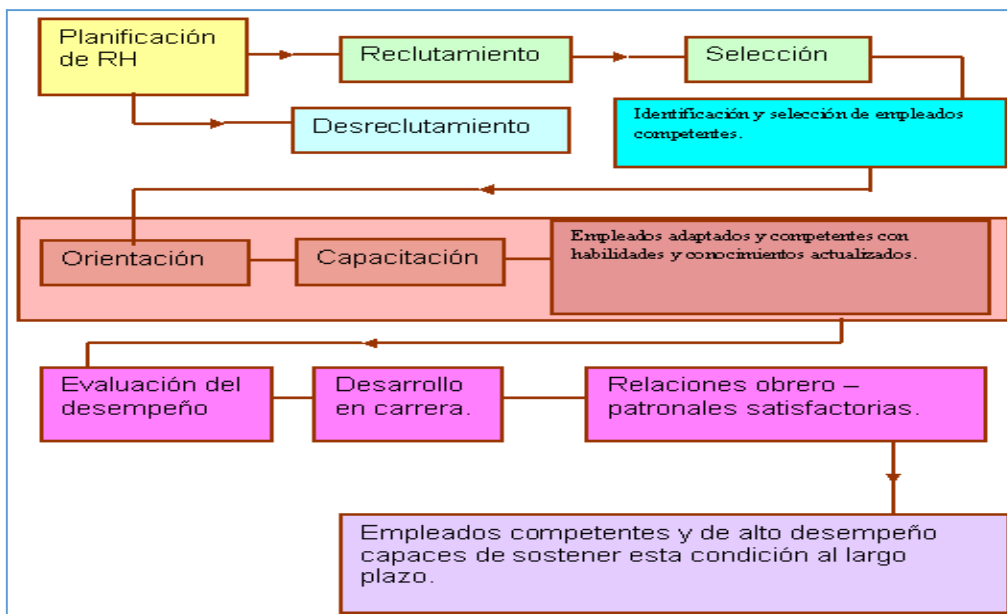 Planificación
de RH
Reclutamiento
Selección
Desreclutamiento
Identificación y selección de empleados
competentes.
Orientación
Capacitación
Empleados adaptados y competentes con
habilidades y conocimientos actualizados.
Evaluación del
desempeño
Desarrollo
en carrera.
Relaciones obrero –
patronales satisfactorias.
Empleados competentes y de alto desempeño
capaces de sostener esta condición al largo
plazo.